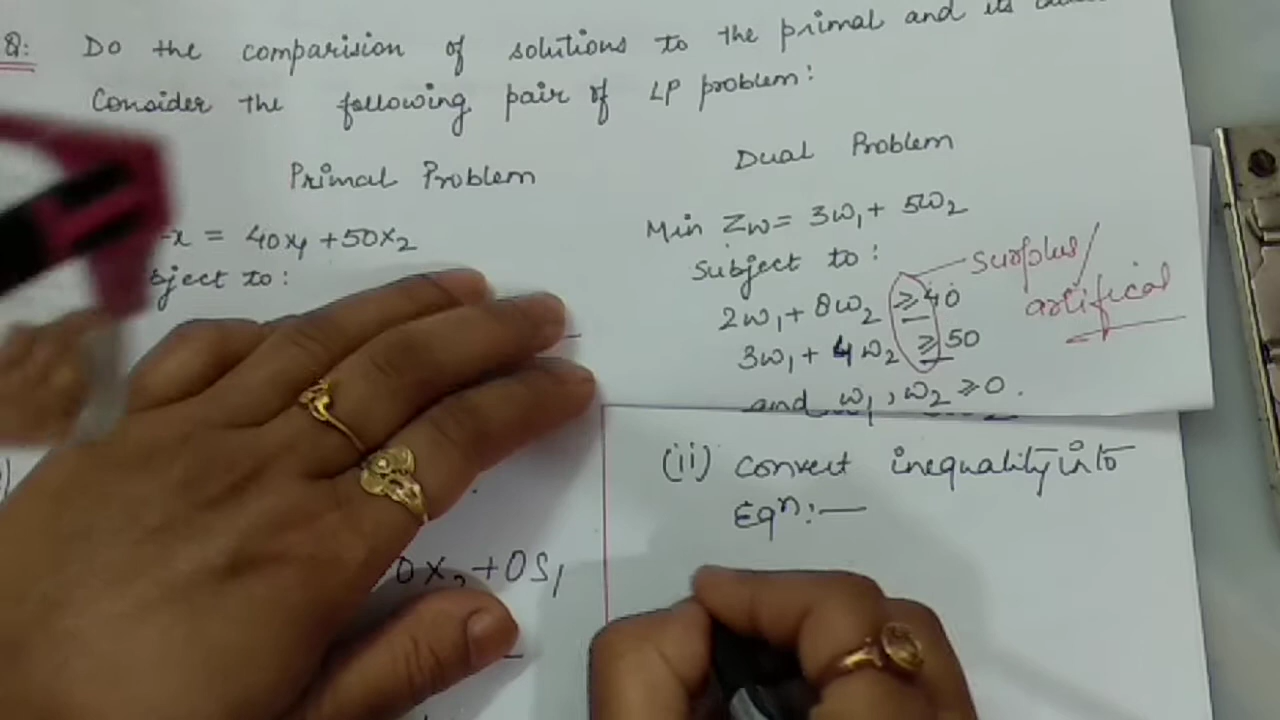 Q: Do the comparision of solutions to the primal and its
Consider the following pair of LP problem:
Primal Problem
x = 40x1 + 50x2
bject to:
Dual Problem
Min Zw = 3w1 + 5w2
Subject to:
2w1 + 8w2 ≥ 40
3w1 + 4w2 ≥ 50
and w1, w2 ≥ 0.
Surplus/
artifical
(ii) Convert inequality into
Eqn:—
0x2 + 0S1